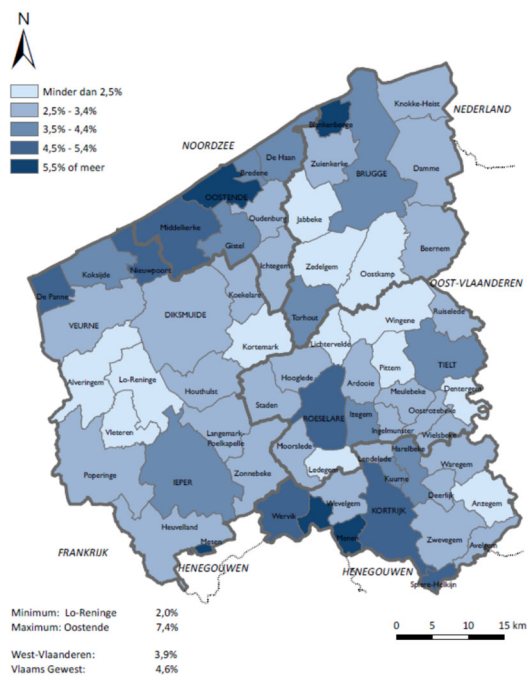 N
Minder dan 2,5%
2,5% - 3,4%
3,5% - 4,4%
4,5% - 5,4%
5,5% of meer
NOORDZEE
NEDERLAND
Knokke-Heist
Blankenberge
De Haan
Zuienkerke
BRUGGE
Damme
Bredene
OOSTENDE
Oudenburg
Jabbeke
Middelkerke
Gistel
Beernem
Zedelgem
Oostkamp
Ichtegem
Nieuwpoort
Koksijde
De Panne
OOST-VLAANDEREN
Koekelare
Torhout
Ruiselede
VEURNE
DIKSMUIDE
Wingene
Kortemark
Lichtervelde
TIELT
Pittem
Alveringem
Lo-Reninge
Hooglede
Ardooie
Dentergem
Houthulst
Meulebeke
Staden
ROESELARE
Izegem
Oostrozebeke
Vleteren
Langemark-
Poelkapelle
Ingelmunster
Wielsbeke
Moorslede
Harelbeke
Waregem
Poperinge
Zonnebeke
Ledegem
Lendelede
IEPER
Kuurne
Deerlijk
Wevelgem
Anzegem
Wervik
KORTRIJK
Heuvelland
Zwevegem
Mesen
Menen
Avelgem
FRANKRIJK
HENEGOUWEN
HENEGOUWEN
Spiere-Helkijn
Minimum: Lo-Reninge 2,0%
Maximum: Oostende 7,4%
West-Vlaanderen: 3,9%
Vlaams Gewest: 4,6%
0 5 10 15 km